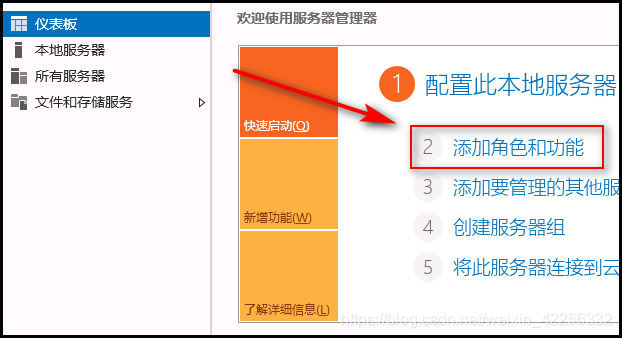 仪表板
本地服务器
所有服务器
文件和存储服务
欢迎使用服务器管理器
快速启动(Q)
新增功能(W)
了解详细信息(L)
1 配置此本地服务器
2 添加角色和功能
3 添加要管理的其他服
4 创建服务器组
5 将此服务器连接到云
https://blog.csdn.net/weixin_42256332